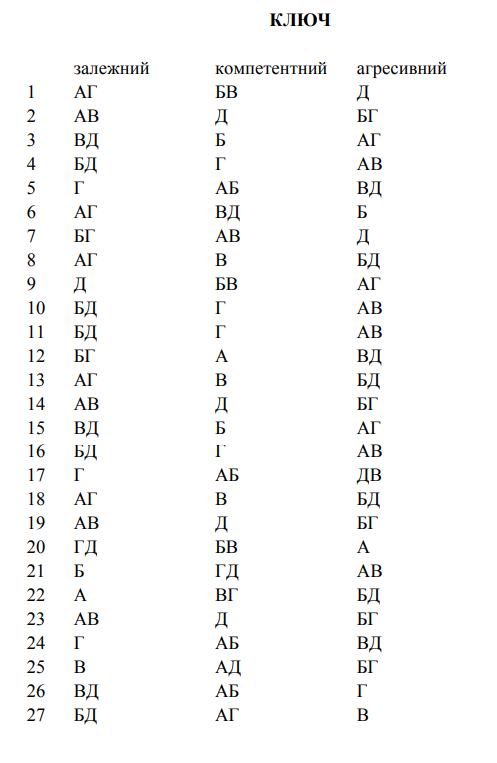 КЛЮЧ
залежний компетентний агресивний
1 АГ БВ Д
2 АВ Д БГ
3 ВД Б АГ
4 БД Г АВ
5 Г АБ ВД
6 АГ ВД Б
7 БГ АВ Д
8 АГ В БД
9 Д БВ АГ
10 БД Г АВ
11 БД Г АВ
12 БГ А ВД
13 АГ В БД
14 АВ Д БГ
15 ВД Б АГ
16 БД Г АВ
17 Г АБ ДВ
18 АГ В БД
19 АВ Д БГ
20 ГД БВ А
21 Б ГД АВ
22 А ВГ БД
23 АВ Д БГ
24 Г АБ ВД
25 В АД БГ
26 ВД АБ Г
27 БД АГ В